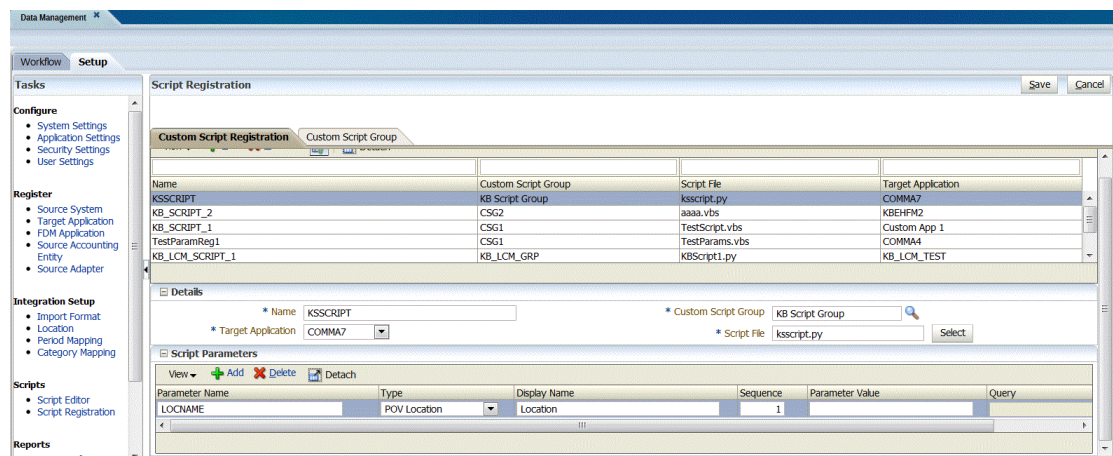 Data Management
Workflow Setup
Tasks
Configure
System Settings
Application Settings
Security Settings
User Settings
Register
Source System
Target Application
FDM Application
Source Accounting
Entity
Source Adapter
Integration Setup
Import Format
Location
Period Mapping
Category Mapping
Scripts
Script Editor
Script Registration
Reports
Script Registration Save Cancel
Custom Script Registration Custom Script Group
Detach
Name Custom Script Group Script File Target Application
KSSCRIPT KB Script Group ksscript.py COMMA7
KB_SCRIPT_2 CSG2 aaaa.vbs KBEHFM2
KB_SCRIPT_1 CSG1 TestScript.vbs Custom App 1
TestParamReg1 CSG1 TestParams.vbs COMMA4
KB_LCM_SCRIPT_1 KB_LCM_GRP KBScript1.py KB_LCM_TEST
Details
* Name KSSCRIPT * Custom Script Group KB Script Group
* Target Application COMMA7 * Script File ksscript.py Select
Script Parameters
View Add Delete Detach
Parameter Name Type Display Name Sequence Parameter Value Query
LOCNAME POV Location Location 1